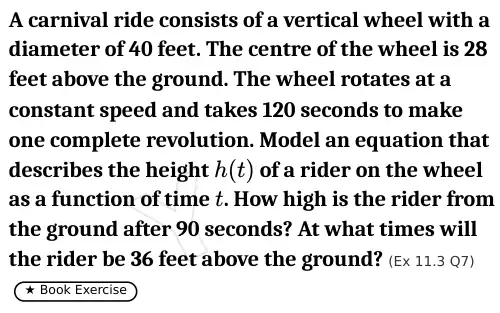 A carnival ride consists of a vertical wheel with a
diameter of 40 feet. The centre of the wheel is 28
feet above the ground. The wheel rotates at a
constant speed and takes 120 seconds to make
one complete revolution. Model an equation that
describes the height h(t) of a rider on the wheel
as a function of time t. How high is the rider from
the ground after 90 seconds? At what times will
the rider be 36 feet above the ground? (Ex 11.3 Q7)
★ Book Exercise